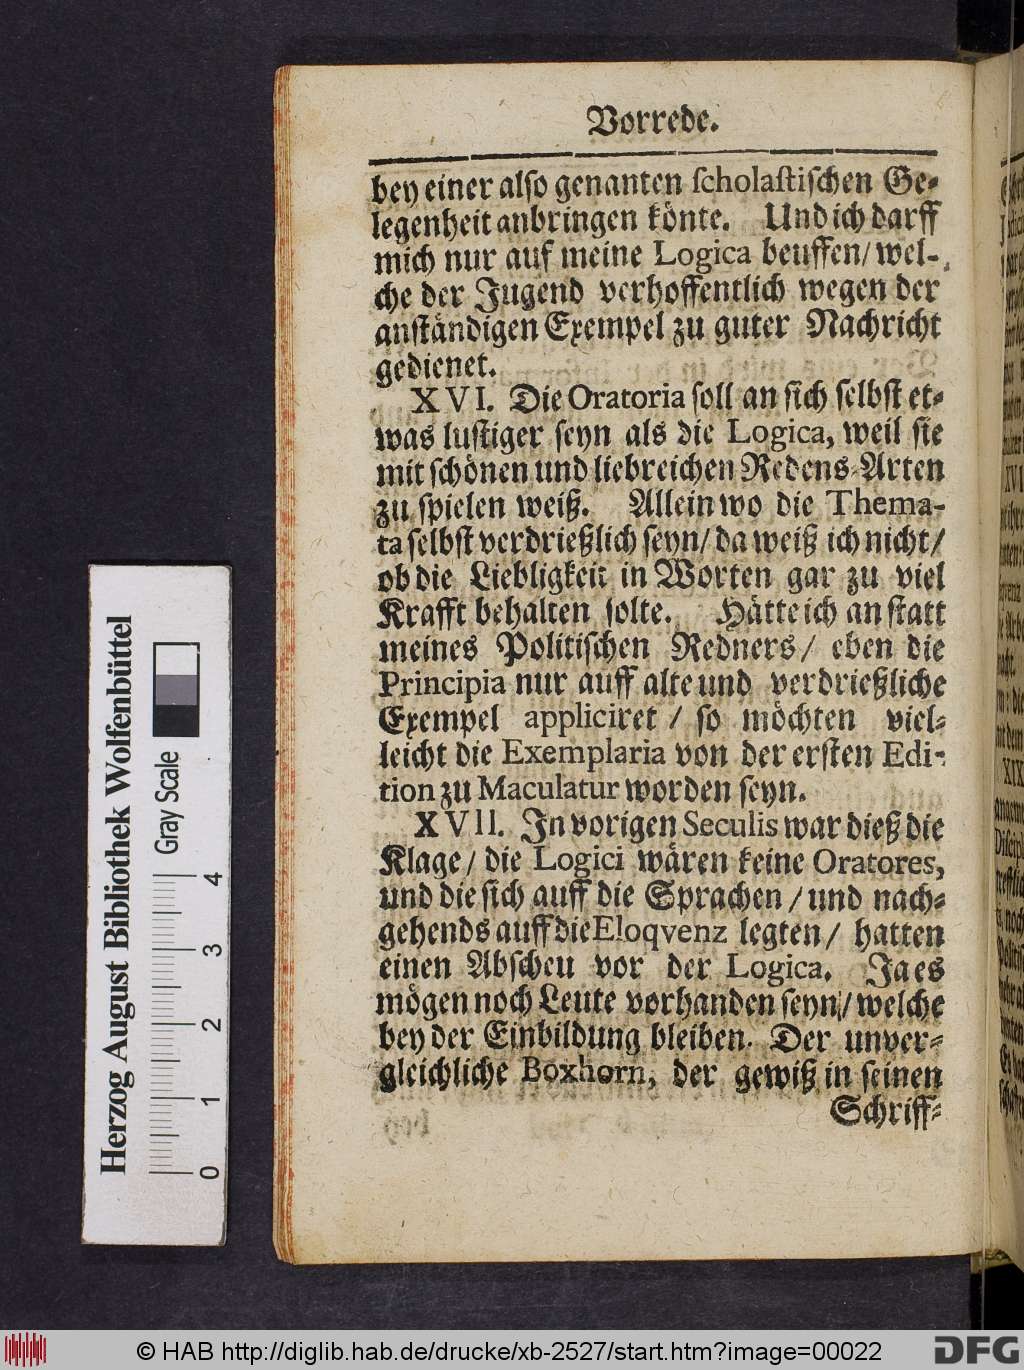 Vorrede.
bey einer also genanten scholastischen Ge-
legenheit anbringen könte. Und ich darff
mich nur auf meine Logica beuffen/ wel-
che der Jugend verhoffentlich wegen der
anständigen Exempel zu guter Nachricht
gedienet.
XVI. Die Oratoria soll an sich selbst et-
was lustiger seyn als die Logica, weil sie
mit schönen und liebreichen Redens-Arten
zu spielen weiß. Allein wo die Thema-
ta selbst verdrießlich seyn/ da weiß ich nicht/
ob die Liebligkeit in Worten gar zu viel
Krafft behalten solte. Hätte ich an statt
meines Politischen Redners/ eben die
Principia nur auff alte und verdrießliche
Exempel appliciret/ so möchten viel-
leicht die Exemplaria von der ersten Edi-
tion zu Maculatur worden seyn.
XVII. In vorigen Seculis war dieß die
Klage/ die Logici wären keine Oratores,
und die sich auff die Sprachen/ und nach-
gehends auff die Eloqvenz legten/ hatten
einen Abscheu vor der Logica. Ja es
mögen noch Leute vorhanden seyn/ welche
bey der Einbildung bleiben. Der unver-
gleichliche Boxhorn, der gewiß in seinen
Schriff-
Herzog August Bibliothek Wolfenbüttel
Gray Scale
0 1 2 3 4
© HAB http://diglib.hab.de/drucke/xb-2527/start.htm?image=00022
DFG